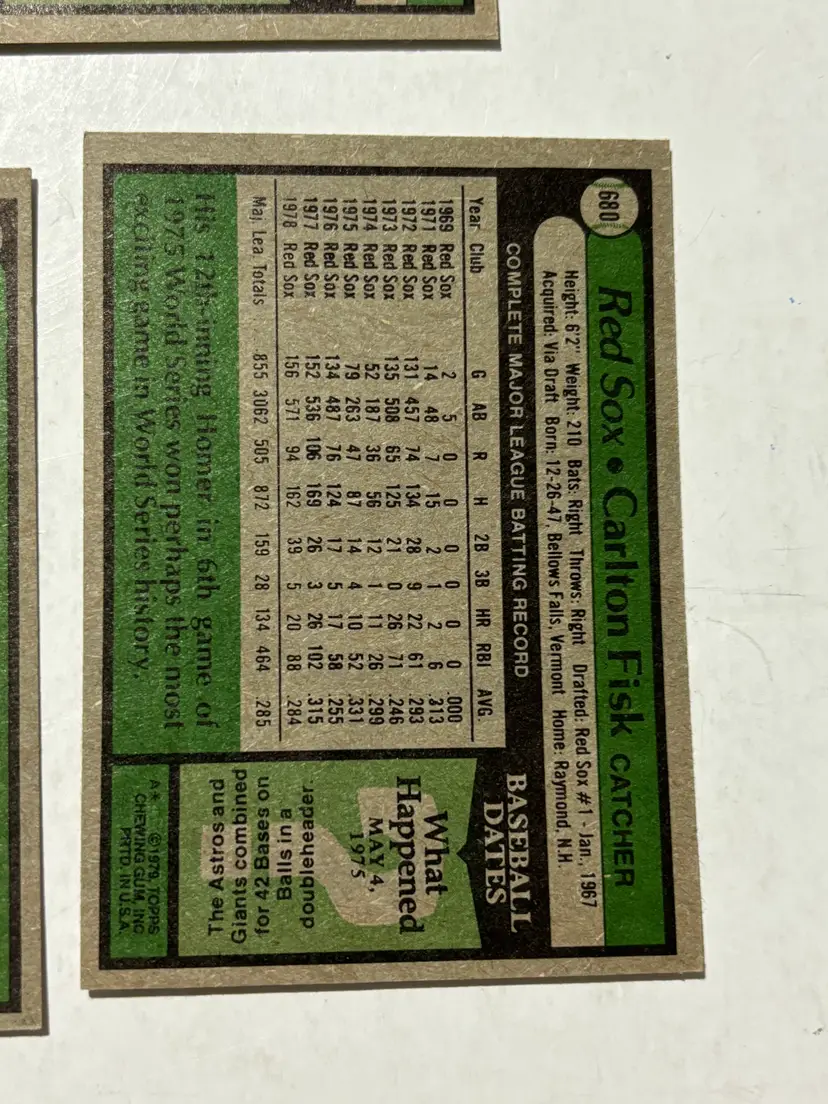 680
Red Sox • Carlton Fisk CATCHER
Height: 6'2" Weight: 210 Bats: Right Throws: Right Drafted: Red Sox #1 - Jan., 1967
Acquired: Via Draft Born: 12-26-47, Bellows Falls, Vermont Home: Raymond, N.H.
COMPLETE MAJOR LEAGUE BATTING RECORD
Year Club G AB R H 2B 3B HR RBI AVG.
1969 Red Sox 2 5 0 0 0 0 0 0 .000
1971 Red Sox 14 48 7 15 2 1 2 6 .313
1972 Red Sox 131 457 74 134 28 9 22 61 .293
1973 Red Sox 135 508 65 125 21 0 26 71 .246
1974 Red Sox 52 187 36 56 12 1 11 26 .299
1975 Red Sox 79 263 47 87 14 4 10 52 .331
1976 Red Sox 134 487 76 124 17 5 17 58 .255
1977 Red Sox 152 536 106 169 26 3 26 102 .315
1978 Red Sox 156 571 94 162 39 5 20 88 .284
Maj. Lea. Totals 855 3062 505 872 159 28 134 464 .285
His 12th-inning Homer in 6th game of
1975 World Series won perhaps the most
exciting game in World Series history.
BASEBALL
DATES
What
Happened
MAY 4,
1975
The Astros and
Giants combined
for 42 Bases on
Balls in a
doubleheader.
A* ©1979, TOPPS
CHEWING GUM, INC
PRTD. IN U.S.A.